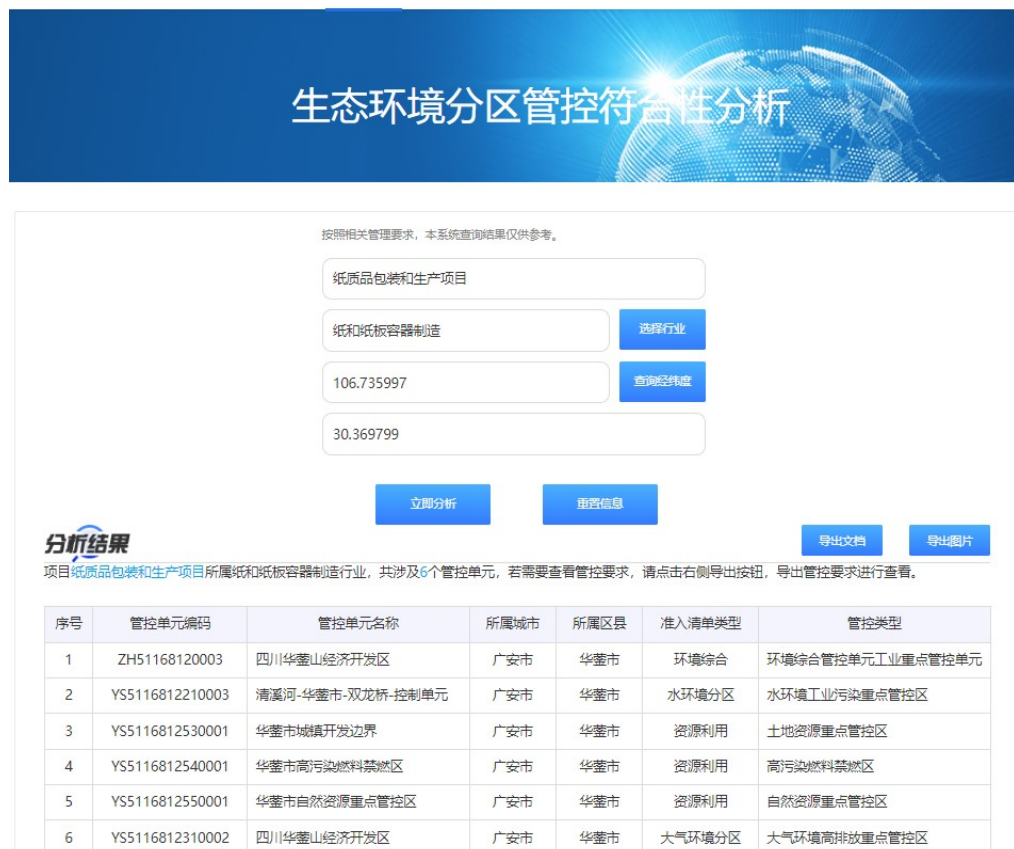 生态环境分区管控符合性分析
按照相关管理要求，本系统查询结果仅供参考。
纸质品包装和生产项目
纸和纸板容器制造 选择行业
106.735997 查询经纬度
30.369799
立即分析 重置信息
分析结果 导出文档 导出图片
项目纸质品包装和生产项目所属纸和纸板容器制造行业，共涉及6个管控单元，若需要查看管控要求，请点击右侧导出按钮，导出管控要求进行查看。
序号 管控单元编码 管控单元名称 所属城市 所属区县 准入清单类型 管控类型
1 ZH51168120003 四川华蓥山经济开发区 广安市 华蓥市 环境综合 环境综合管控单元工业重点管控单元
2 YS5116812210003 清溪河-华蓥市-双龙桥-控制单元 广安市 华蓥市 水环境分区 水环境工业污染重点管控区
3 YS5116812530001 华蓥市城镇开发边界 广安市 华蓥市 资源利用 土地资源重点管控区
4 YS5116812540001 华蓥市高污染燃料禁燃区 广安市 华蓥市 资源利用 高污染燃料禁燃区
5 YS5116812550001 华蓥市自然资源重点管控区 广安市 华蓥市 资源利用 自然资源重点管控区
6 YS5116812310002 四川华蓥山经济开发区 广安市 华蓥市 大气环境分区 大气环境高排放重点管控区